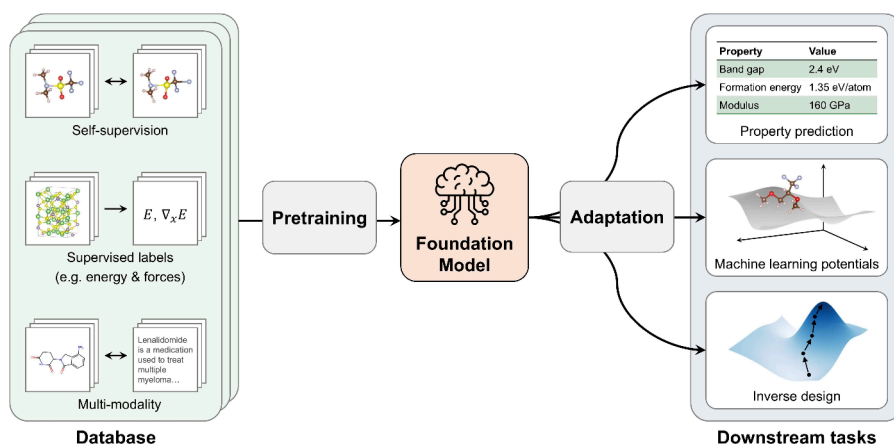 Self-supervision
E, ∇ₓE
Supervised labels
(e.g. energy & forces)
Lenalidomide
is a medication
used to treat
multiple
myeloma...
Multi-modality
Database
Pretraining
Foundation
Model
Adaptation
Property Value
Band gap 2.4 eV
Formation energy 1.35 eV/atom
Modulus 160 GPa
Property prediction
Machine learning potentials
Inverse design
Downstream tasks